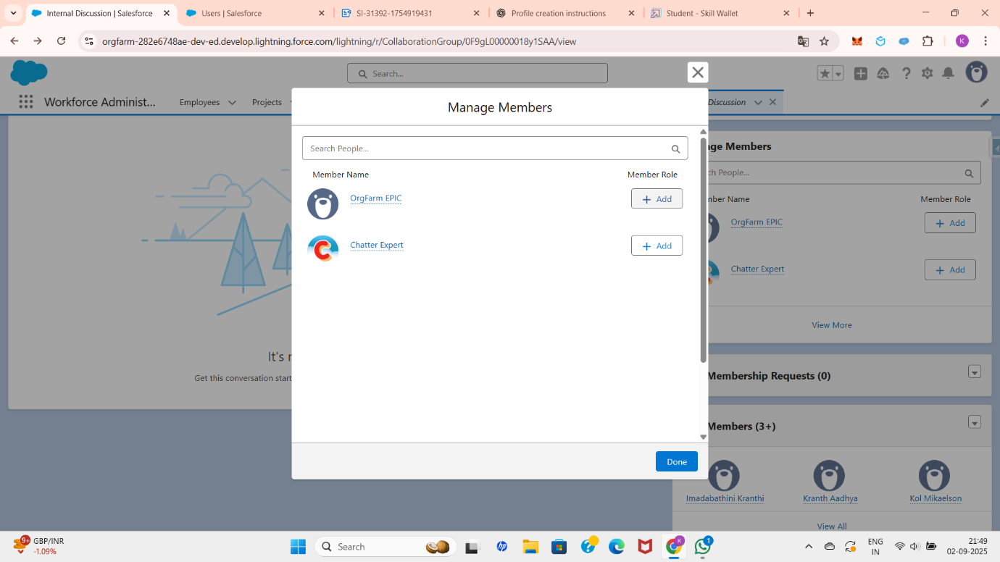 Internal Discussion | Salesforce
Users | Salesforce
SI-31392-1754919431
Profile creation instructions
Student - Skill Wallet
orgfarm-282e6748ae-dev-ed.develop.lightning.force.com/lightning/r/CollaborationGroup/0F9gL00000018y1SAA/view
K
Search...
Workforce Administ...
Employees
Projects
Discussion
Manage Members
Search People...
Member Name
Member Role
OrgFarm EPIC
Add
Chatter Expert
Add
Done
It's
Get this conversation start
ge Members
ch People...
mber Name
Member Role
OrgFarm EPIC
Add
Chatter Expert
Add
View More
Membership Requests (0)
Members (3+)
Imadabathini Kranthi
Kranth Aadhya
Kol Mikaelson
View All
9+
GBP/INR
-1.09%
Search
hp
K
1
ENG
IN
21:49
02-09-2025